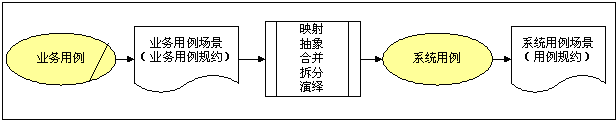 业务用例
业务用例场景
（业务用例规约）
映射
抽象
合并
拆分
演绎
系统用例
系统用例场景
（用例规约）